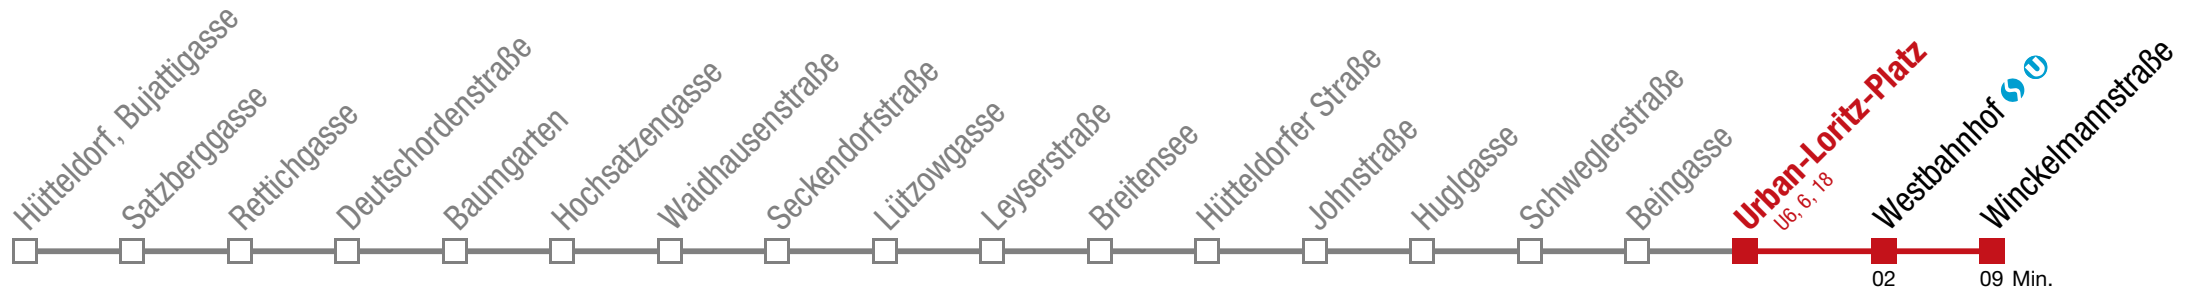 Hütteldorf, Bujattigasse
Satzberggasse
Rettichgasse
Deutschordenstraße
Baumgarten
Hochsatzengasse
Waidhausenstraße
Seckendorfstraße
Lützowgasse
Leyserstraße
Breitensee
Hütteldorfer Straße
Johnstraße
Huglgasse
Schweglerstraße
Beingasse
Urban-Loritz-Platz
U6, 6, 18
Westbahnhof S U
Winckelmannstraße
02
09 Min.